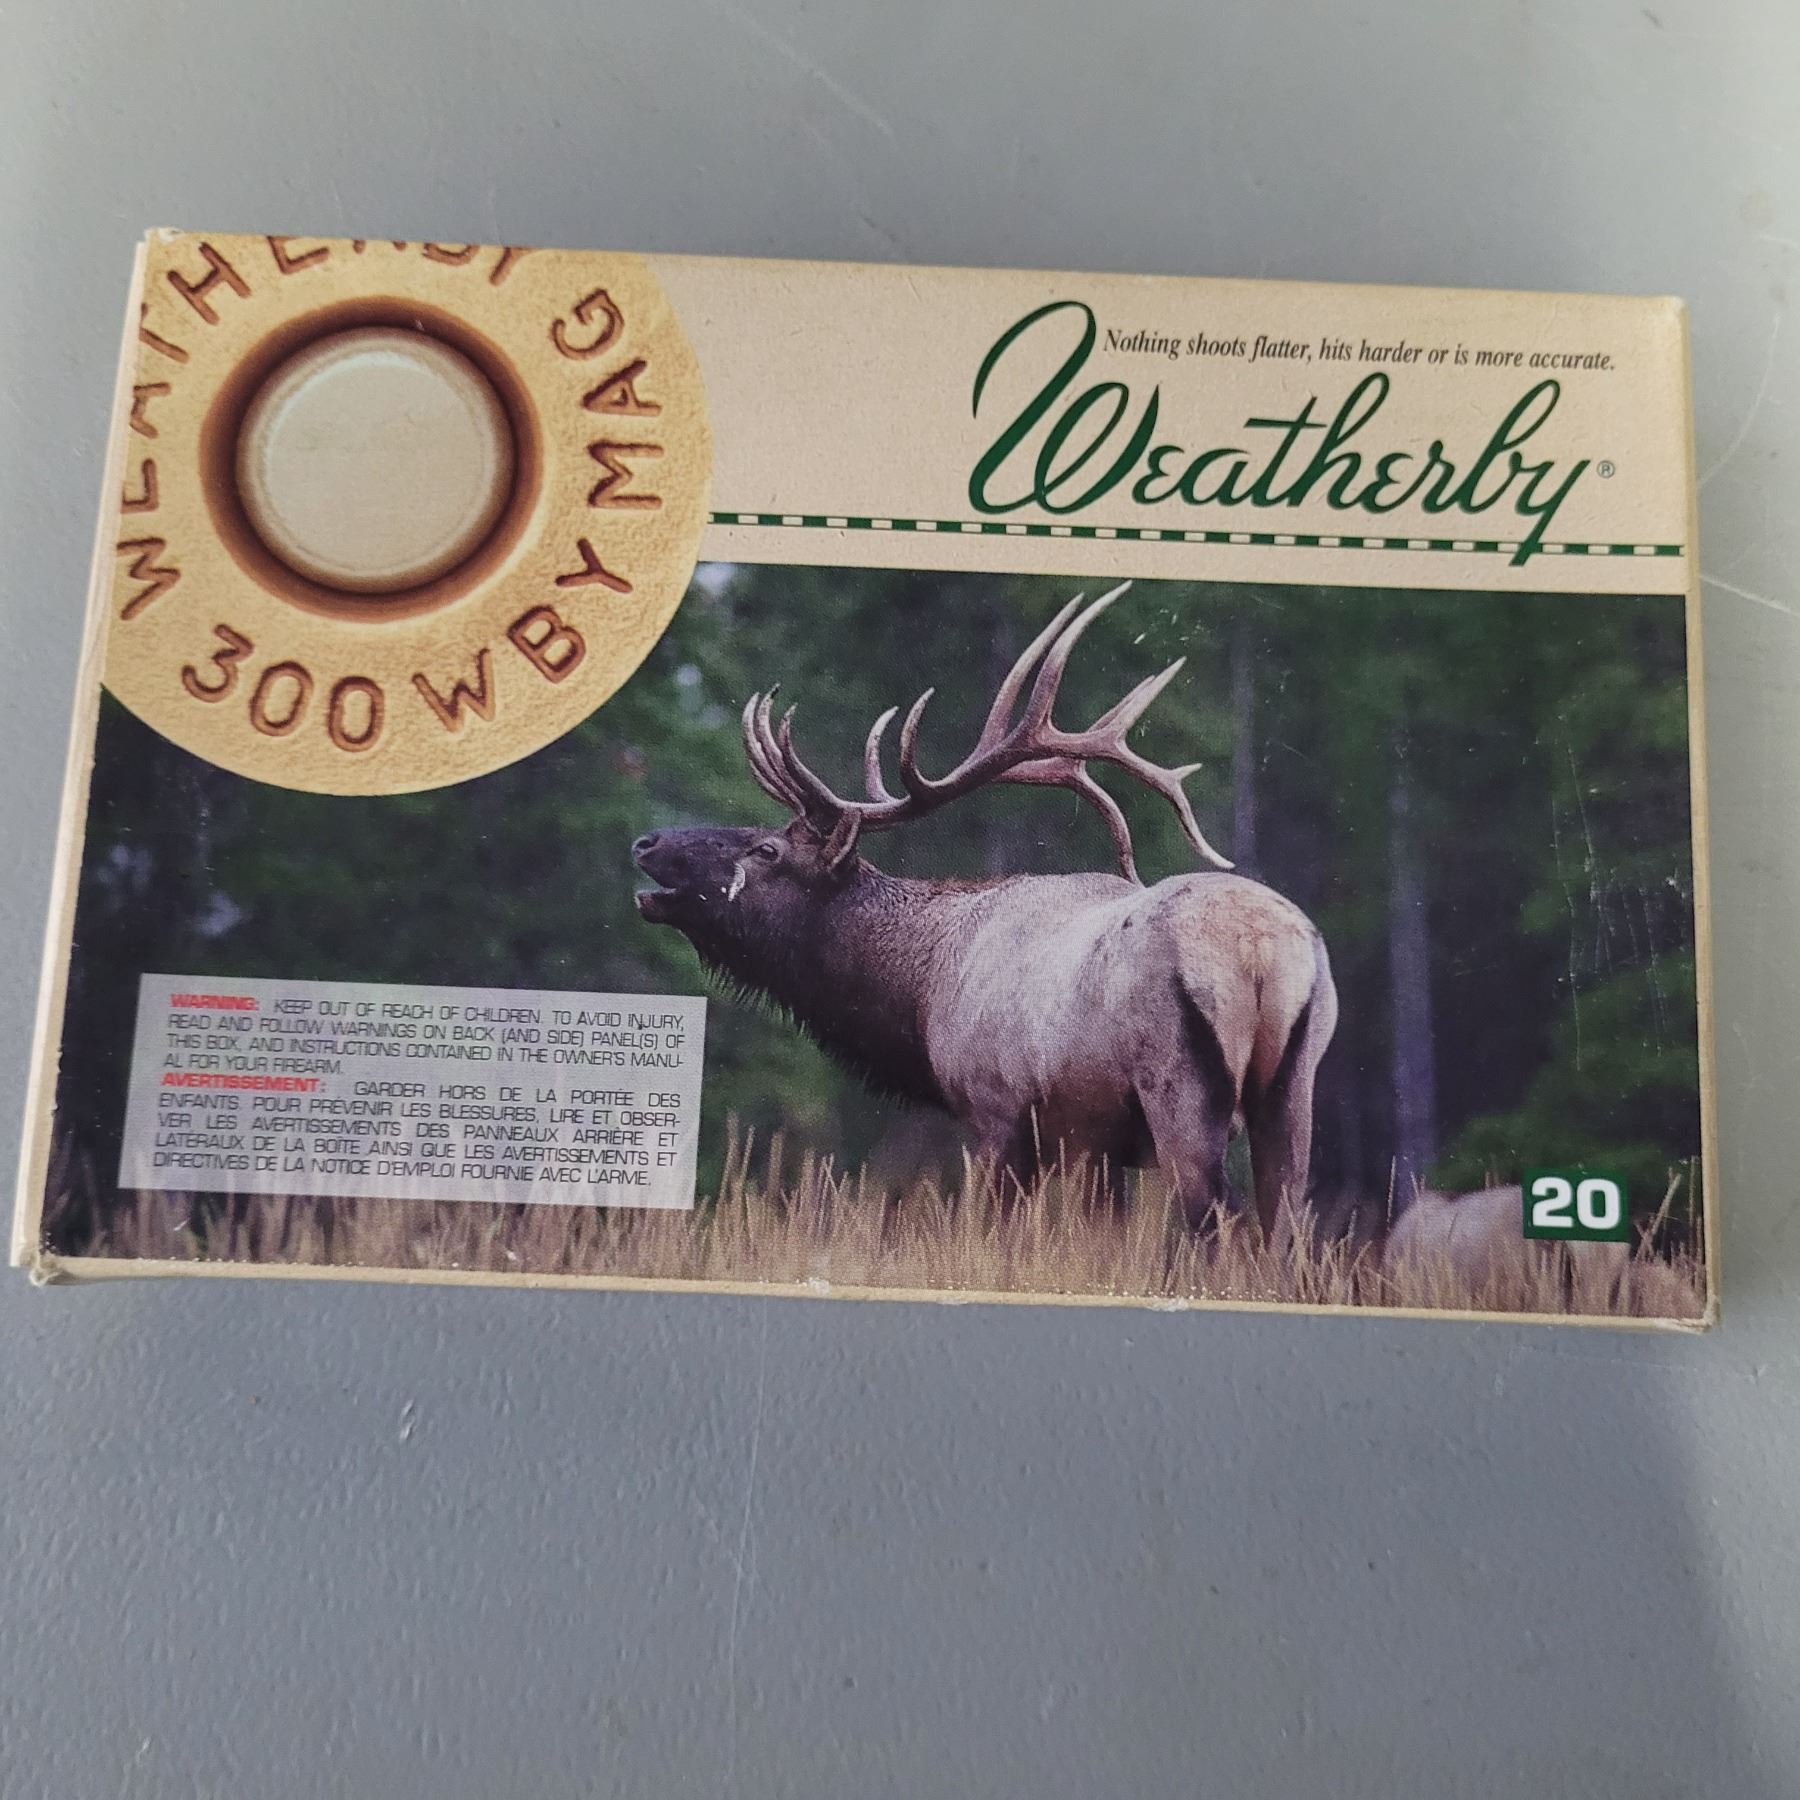 WEATHERBY
300 WBY MAG
Nothing shoots flatter, hits harder or is more accurate.
Weatherby®
WARNING: KEEP OUT OF REACH OF CHILDREN. TO AVOID INJURY,
READ AND FOLLOW WARNINGS ON BACK (AND SIDE) PANEL(S) OF
THIS BOX, AND INSTRUCTIONS CONTAINED IN THE OWNER'S MANU-
AL FOR YOUR FIREARM.
AVERTISSEMENT: GARDER HORS DE LA PORTÉE DES
ENFANTS. POUR PRÉVENIR LES BLESSURES, LIRE ET OBSER-
VER LES AVERTISSEMENTS DES PANNEAUX ARRIÈRE ET
LATERAUX DE LA BOÎTE AINSI QUE LES AVERTISSEMENTS ET
DIRECTIVES DE LA NOTICE D'EMPLOI FOURNIE AVEC L'ARME.
20